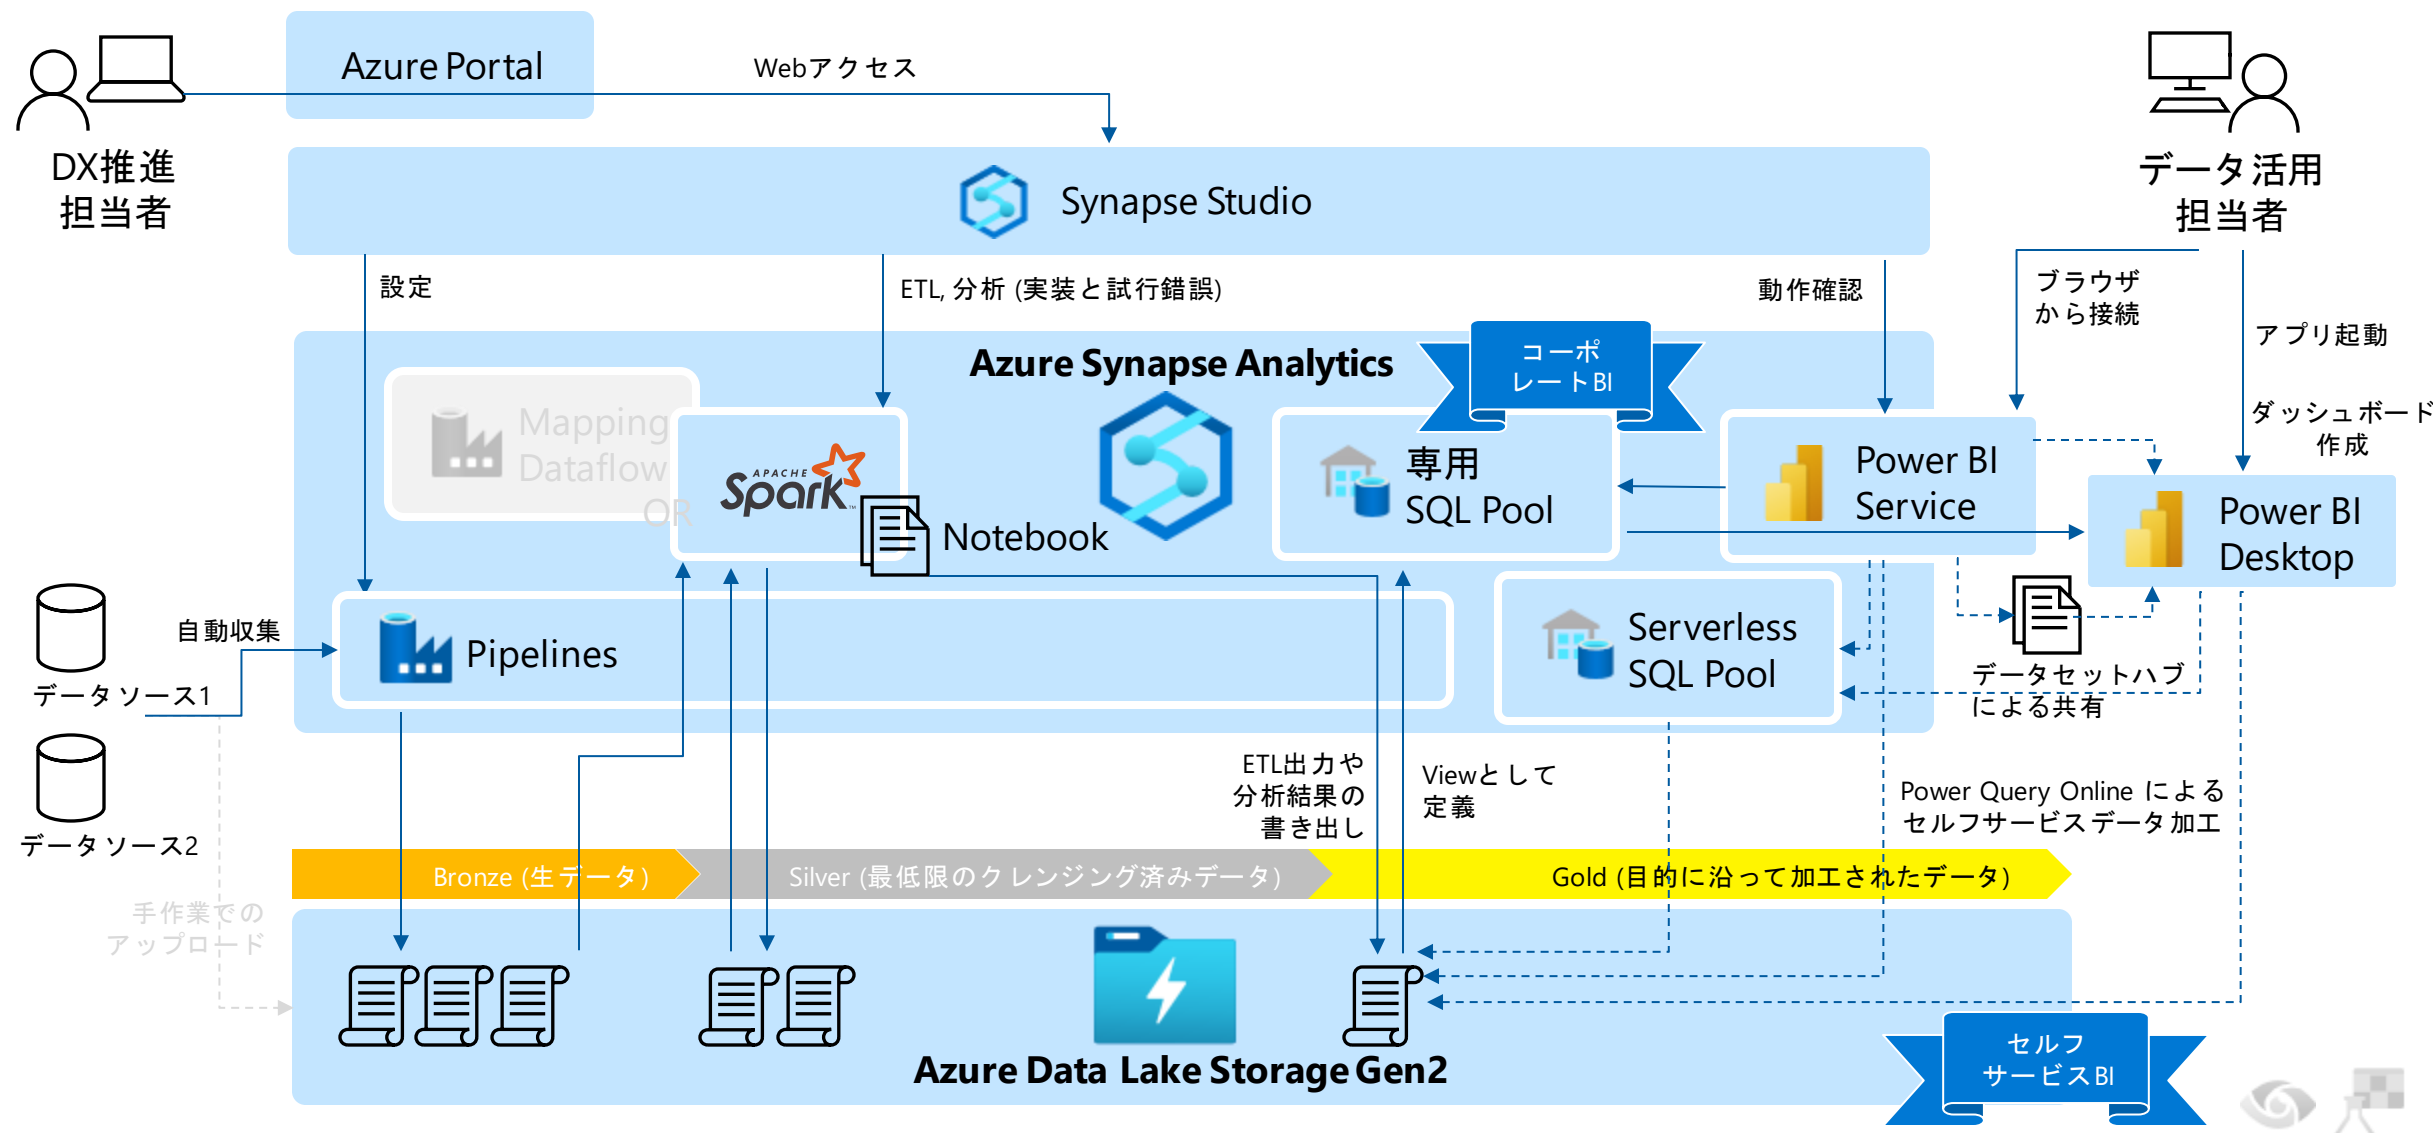 Azure Portal
Webアクセス
DX推進
担当者
データ活用
担当者
Synapse Studio
設定
ETL, 分析 (実装と試行錯誤)
動作確認
ブラウザ
から接続
アプリ起動
ダッシュボード
作成
Azure Synapse Analytics
コーポ
レートBI
Mapping
Dataflow
OR
APACHE
Spark™
Notebook
専用
SQL Pool
Power BI
Service
Power BI
Desktop
データソース1
自動収集
Pipelines
Serverless
SQL Pool
データセットハブ
による共有
データソース2
ETL出力や
分析結果の
書き出し
Viewとして
定義
Power Query Online による
セルフサービスデータ加工
Bronze (生データ)
Silver (最低限のクレンジング済みデータ)
Gold (目的に沿って加工されたデータ)
手作業での
アップロード
Azure Data Lake Storage Gen2
セルフ
サービスBI